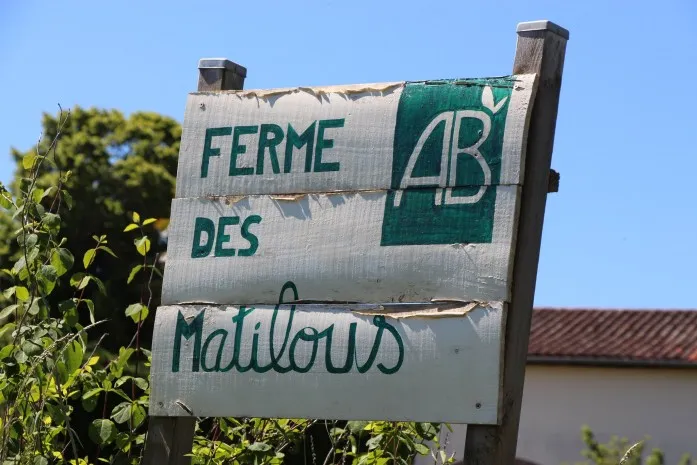 FERME AB
DES
Matilous